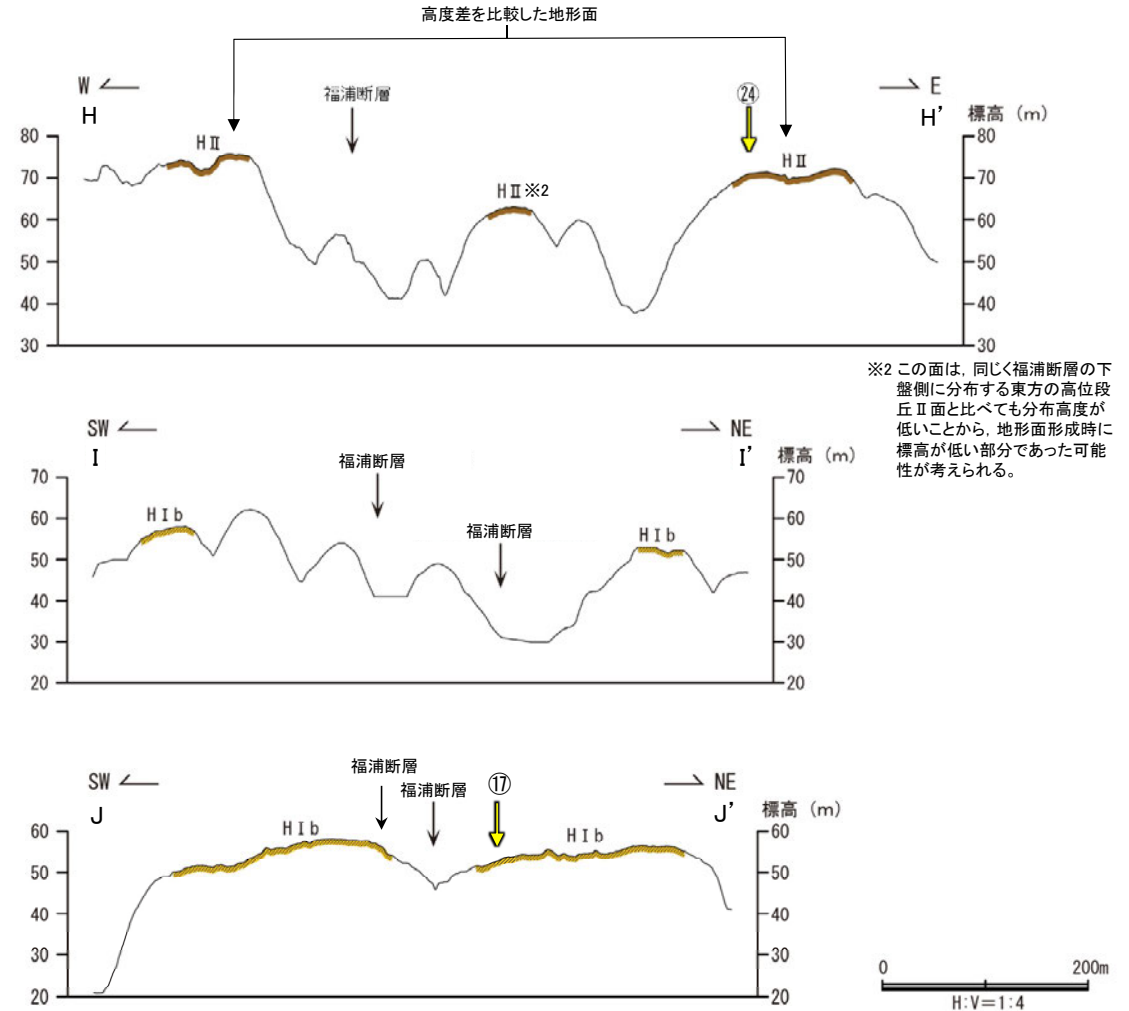 高度差を比較した地形面
W
E
H
福浦断層
㉔
H’
標高（m）
80 80
HⅡ
HⅡ
70 70
HⅡ※2
60 60
50 50
40 40
30 30
※2 この面は，同じく福浦断層の下
盤側に分布する東方の高位段
丘Ⅱ面と比べても分布高度が
低いことから，地形面形成時に
標高が低い部分であった可能
性が考えられる。
SW
NE
I
福浦断層
I’
標高（m）
70 70
HⅠb
福浦断層
HⅠb
60 60
50 50
40 40
30 30
20 20
SW
福浦断層
福浦断層
⑰
NE
J
J’
標高（m）
60 60
HⅠb
HⅠb
50 50
40 40
30 30
20 20
0 200m
H:V=1:4